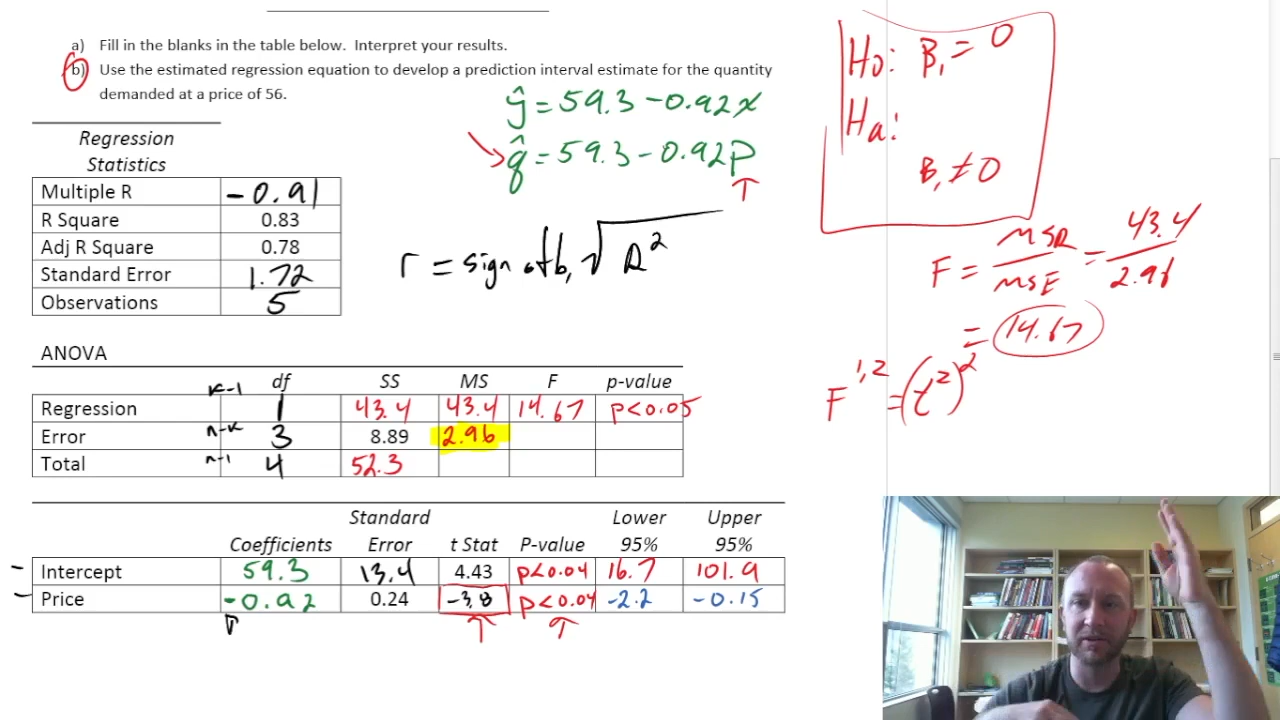 a) Fill in the blanks in the table below. Interpret your results.
b) Use the estimated regression equation to develop a prediction interval estimate for the quantity
demanded at a price of 56.
ŷ = 59.3 - 0.92x
q̂ = 59.3 - 0.92P
Regression
Statistics
Multiple R -0.91
R Square 0.83
Adj R Square 0.78
Standard Error 1.72
Observations 5
r = sign of b, √R²
H0: B1 = 0
Ha:
B1 ≠ 0
F = MSR / MSE = 43.4 / 2.96
= 14.67
F 1,2 = (t²)²
ANOVA
df SS MS F p-value
Regression K-1 1 43.4 43.4 14.67 p<0.05
Error n-K 3 8.89 2.96
Total n-1 4 52.3
Standard Lower Upper
Coefficients Error t Stat P-value 95% 95%
Intercept 59.3 13.4 4.43 p<0.04 16.7 101.9
Price -0.92 0.24 -3.8 p<0.04 -2.2 -0.15